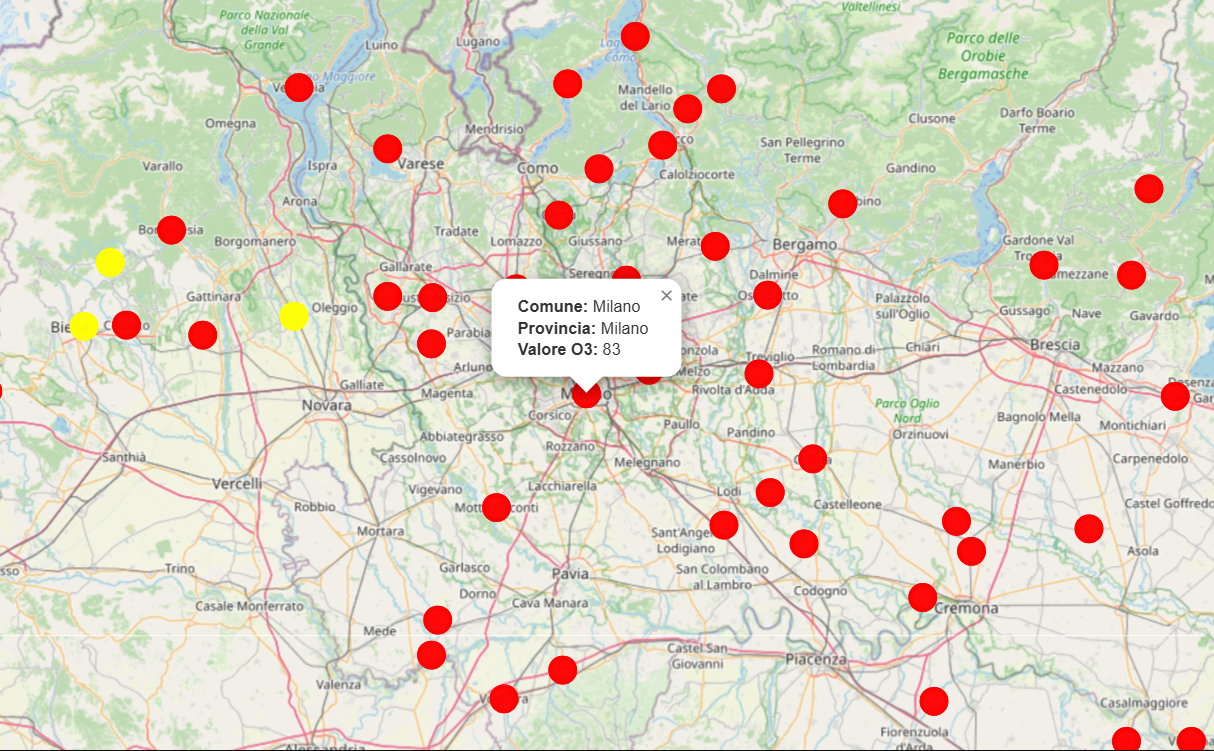 Parco Nazionale
della Val
Grande
Luino
Lugano
Valtellinesi
Parco delle
Orobie
Bergamasche
Maggiore
Mandello
del Lario
Omegna
Mendrisio
Clusone
Darfo Boario
Terme
Varallo
Ispra
Varese
Como
San Pellegrino
Terme
Gandino
Calolziocorte
Arona
Tradate
Borgomanero
Lomazzo
Giussano
Bergamo
Gardone Val
Gallarate
Seregno
Dalmine
Gattinara
Oleggio
Palazzolo
sull'Oglio
Gussago
Nave
Gavardo
Comune: Milano
Provincia: Milano
Valore O3: 83
×
Chiari
Brescia
Treviglio
Romano di
Lombardia
Mazzano
Arluno
Melzo
Galliate
Magenta
Rivolta d'Adda
Castenedolo
Novara
Corsico
Parco Oglio
Nord
Bagnolo Mella
Montichiari
Paullo
Pandino
Orzinuovi
Abbiategrasso
Rozzano
Santhià
Cassolnovo
Melegnano
Manerbio
Carpenedolo
Vercelli
Vigevano
Lacchiarella
Lodi
Robbio
Castelleone
Castel Goffredo
Mortara
Sant'Angelo
Lodigiano
Asola
Trino
Garlasco
Pavia
San Colombano
al Lambro
Dorno
Codogno
Casale Monferrato
Cava Manara
Cremona
Mede
Castel San
Giovanni
Piacenza
Valenza
Casalmaggiore
Fiorenzuola
d'Arda
Alessandria